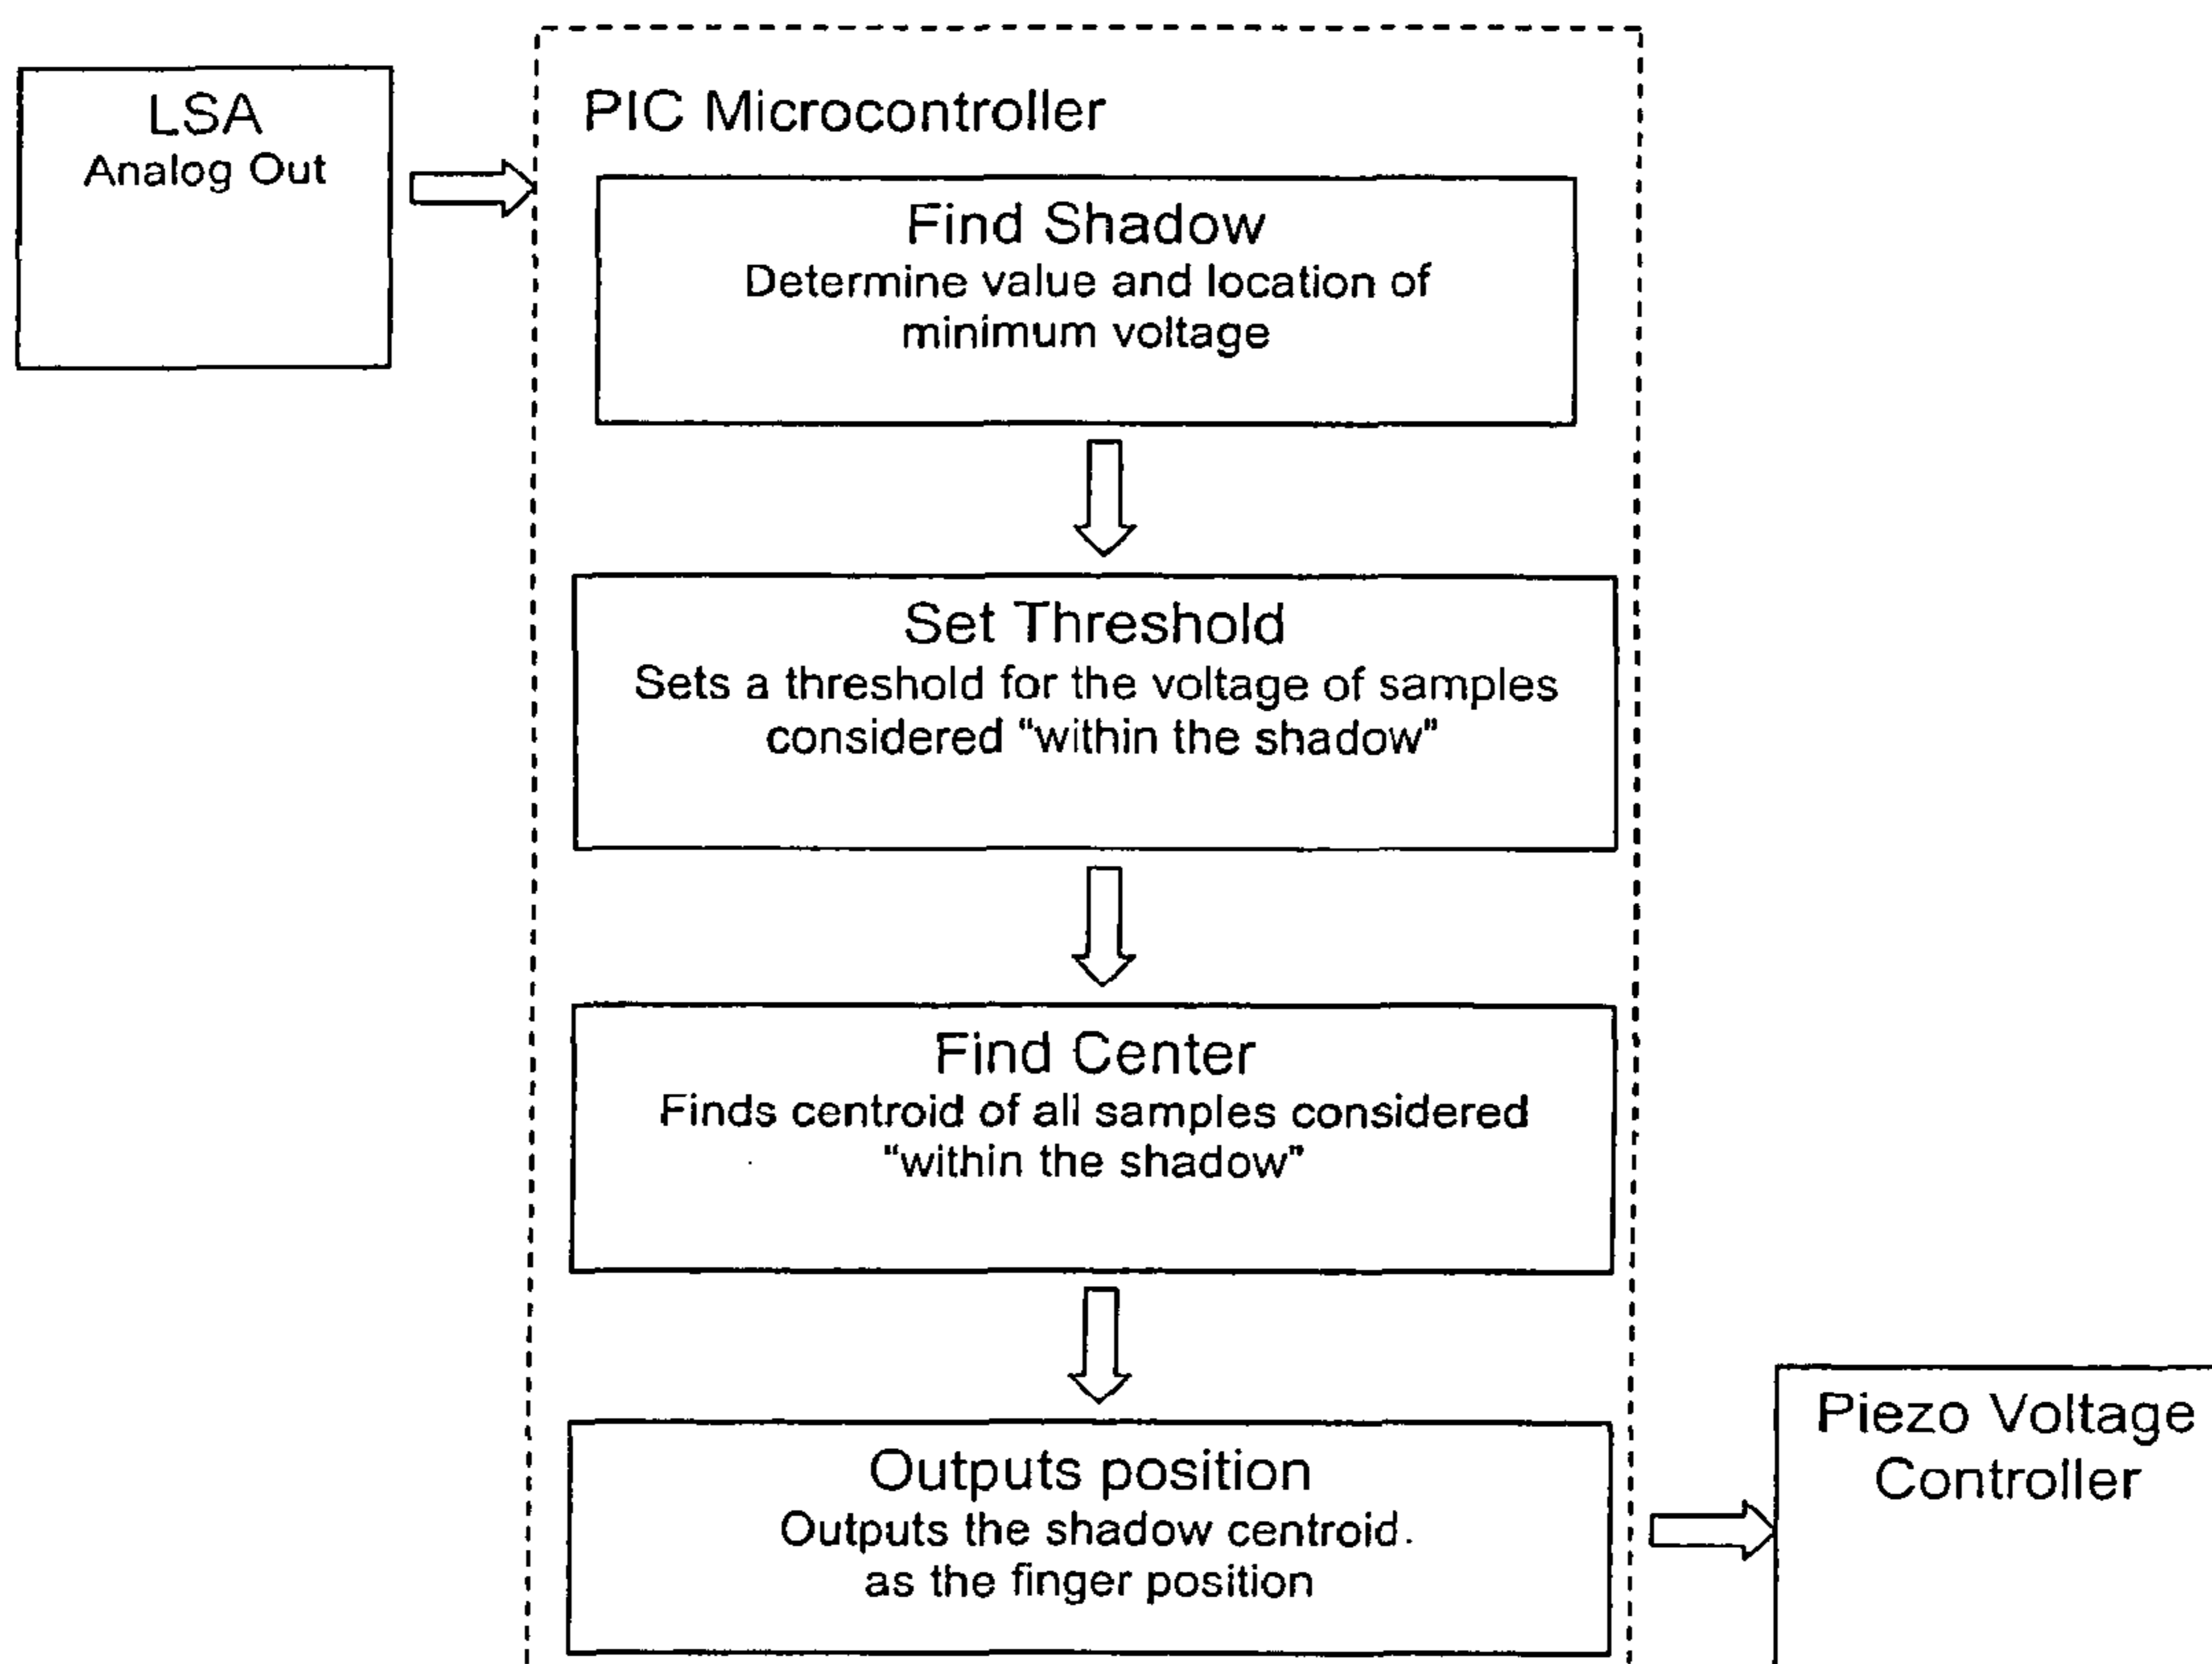 LSA
Analog Out
PIC Microcontroller
Find Shadow
Determine value and location of
minimum voltage
Set Threshold
Sets a threshold for the voltage of samples
considered "within the shadow"
Find Center
Finds centroid of all samples considered
"within the shadow"
Outputs position
Outputs the shadow centroid.
as the finger position
Piezo Voltage
Controller